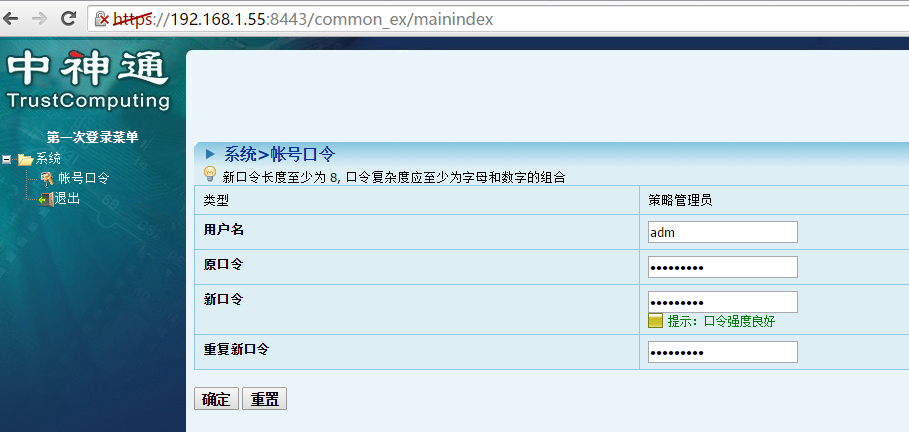 https://192.168.1.55:8443/common_ex/mainindex
中神通
TrustComputing
第一次登录菜单
系统
帐号口令
退出
系统>帐号口令
新口令长度至少为 8, 口令复杂度应至少为字母和数字的组合
类型 策略管理员
用户名 adm
原口令 •••••••••
新口令 •••••••••
提示：口令强度良好
重复新口令 •••••••••
确定 重置